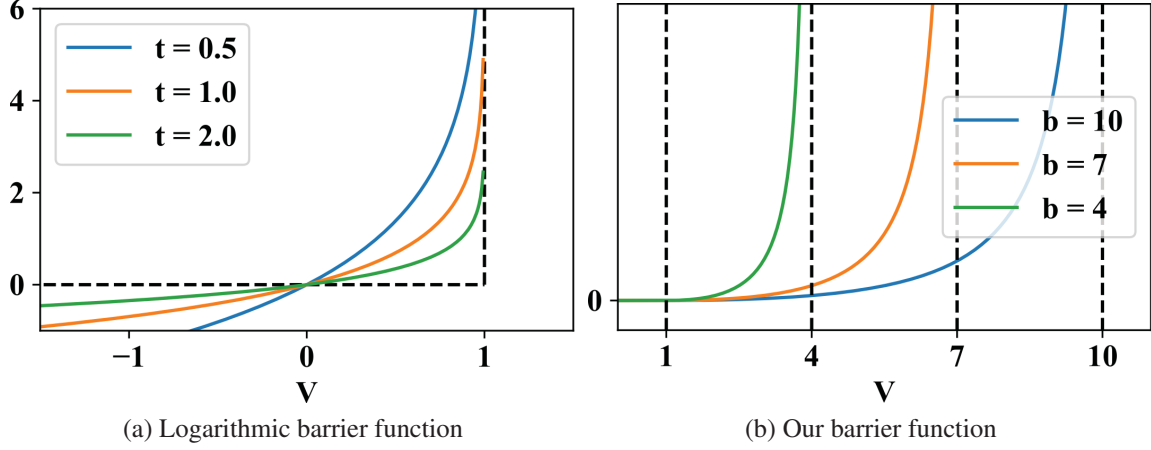 6
4
2
0
t = 0.5
t = 1.0
t = 2.0
−1
0
1
V
(a) Logarithmic barrier function
0
b = 10
b = 7
b = 4
1
4
7
10
V
(b) Our barrier function